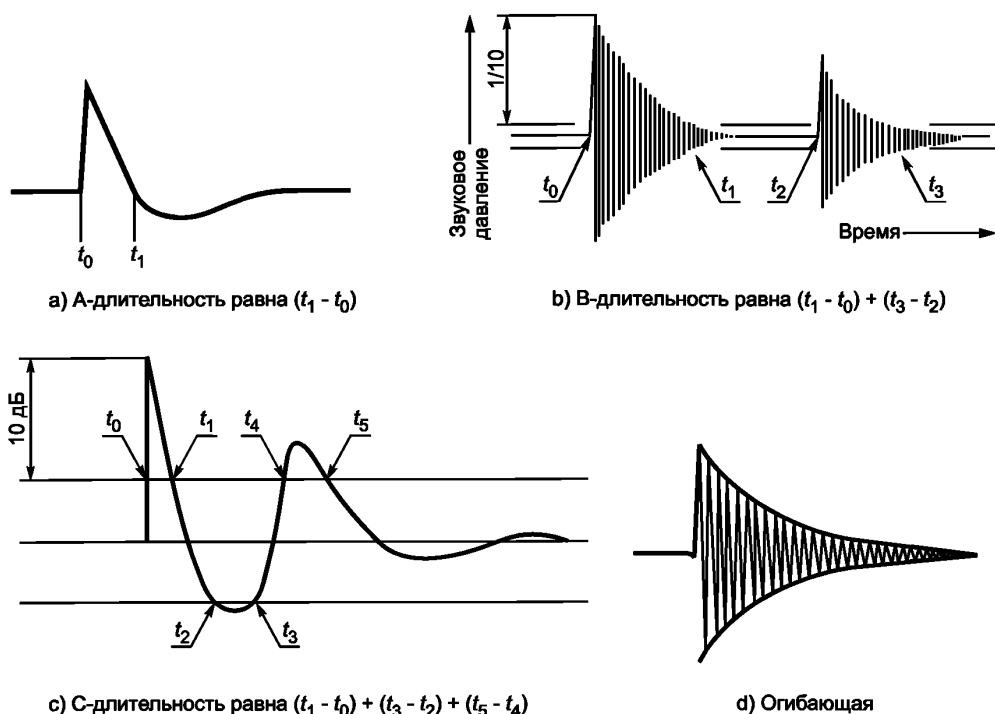 t0
t1
a) А-длительность равна (t1 - t0)
1/10
Звуковое
давление
t0
t1
t2
t3
Время
b) В-длительность равна (t1 - t0) + (t3 - t2)
10 дБ
t0
t1
t4
t5
t2
t3
c) С-длительность равна (t1 - t0) + (t3 - t2) + (t5 - t4)
d) Огибающая